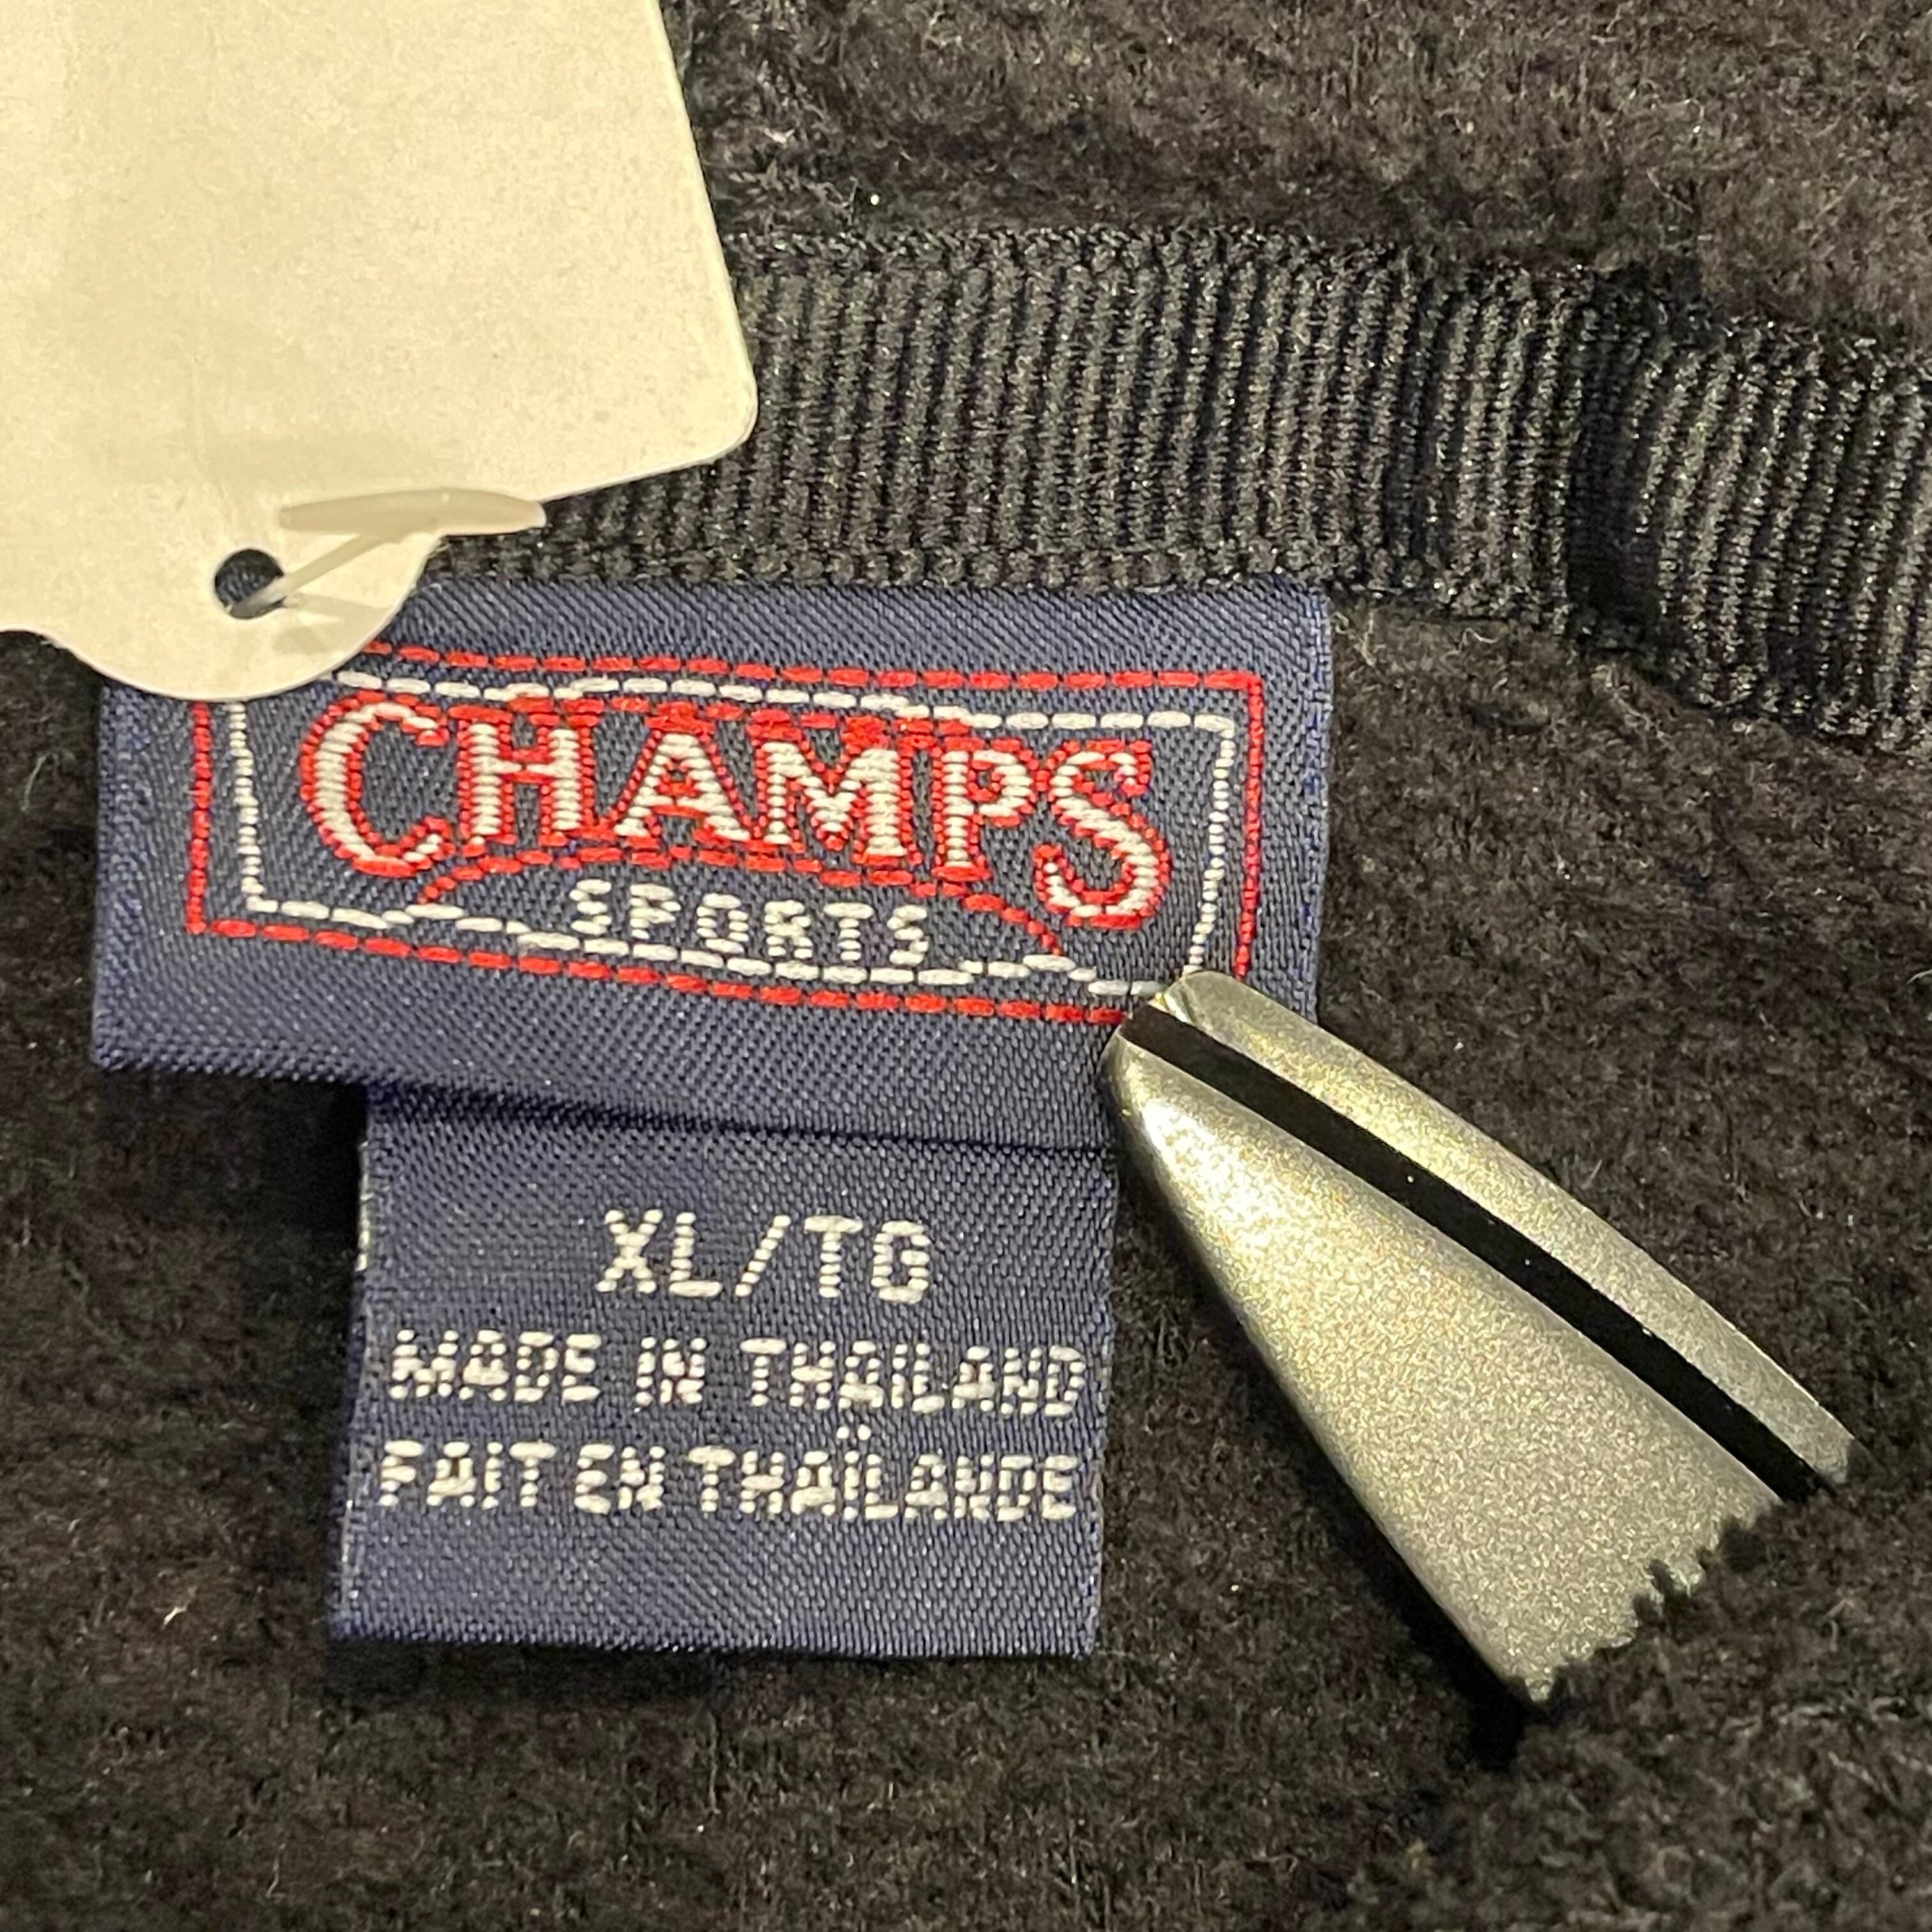 CHAMPS
SPORTS
XL/TG
MADE IN THAILAND
FAIT EN THAÏLANDE